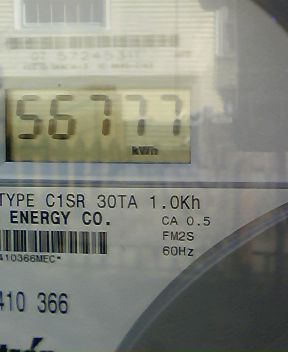 56777
kWh
TYPE C1SR 30TA 1.0Kh
ENERGY CO.
CA 0.5
FM2S
60Hz
410366MEC*
410 366